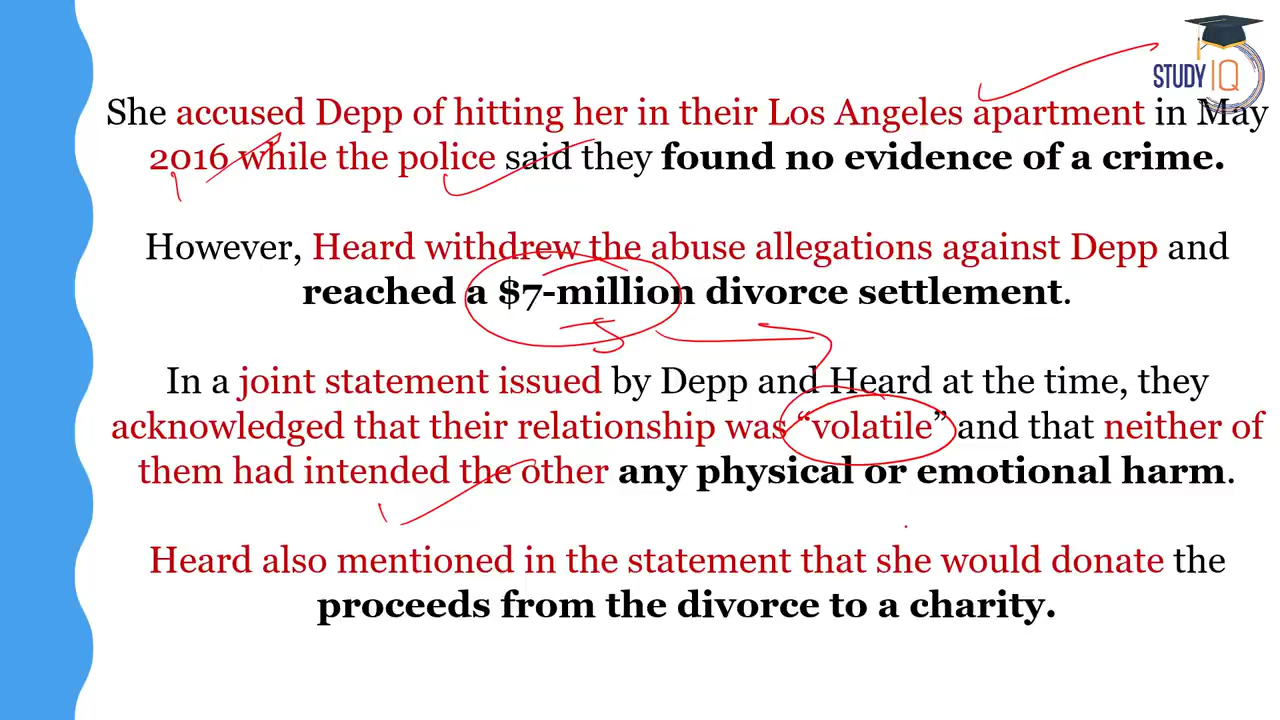 STUDY IQ
She accused Depp of hitting her in their Los Angeles apartment in May
2016 while the police said they found no evidence of a crime.
However, Heard withdrew the abuse allegations against Depp and
reached a $7-million divorce settlement.
In a joint statement issued by Depp and Heard at the time, they
acknowledged that their relationship was “volatile” and that neither of
them had intended the other any physical or emotional harm.
Heard also mentioned in the statement that she would donate the
proceeds from the divorce to a charity.